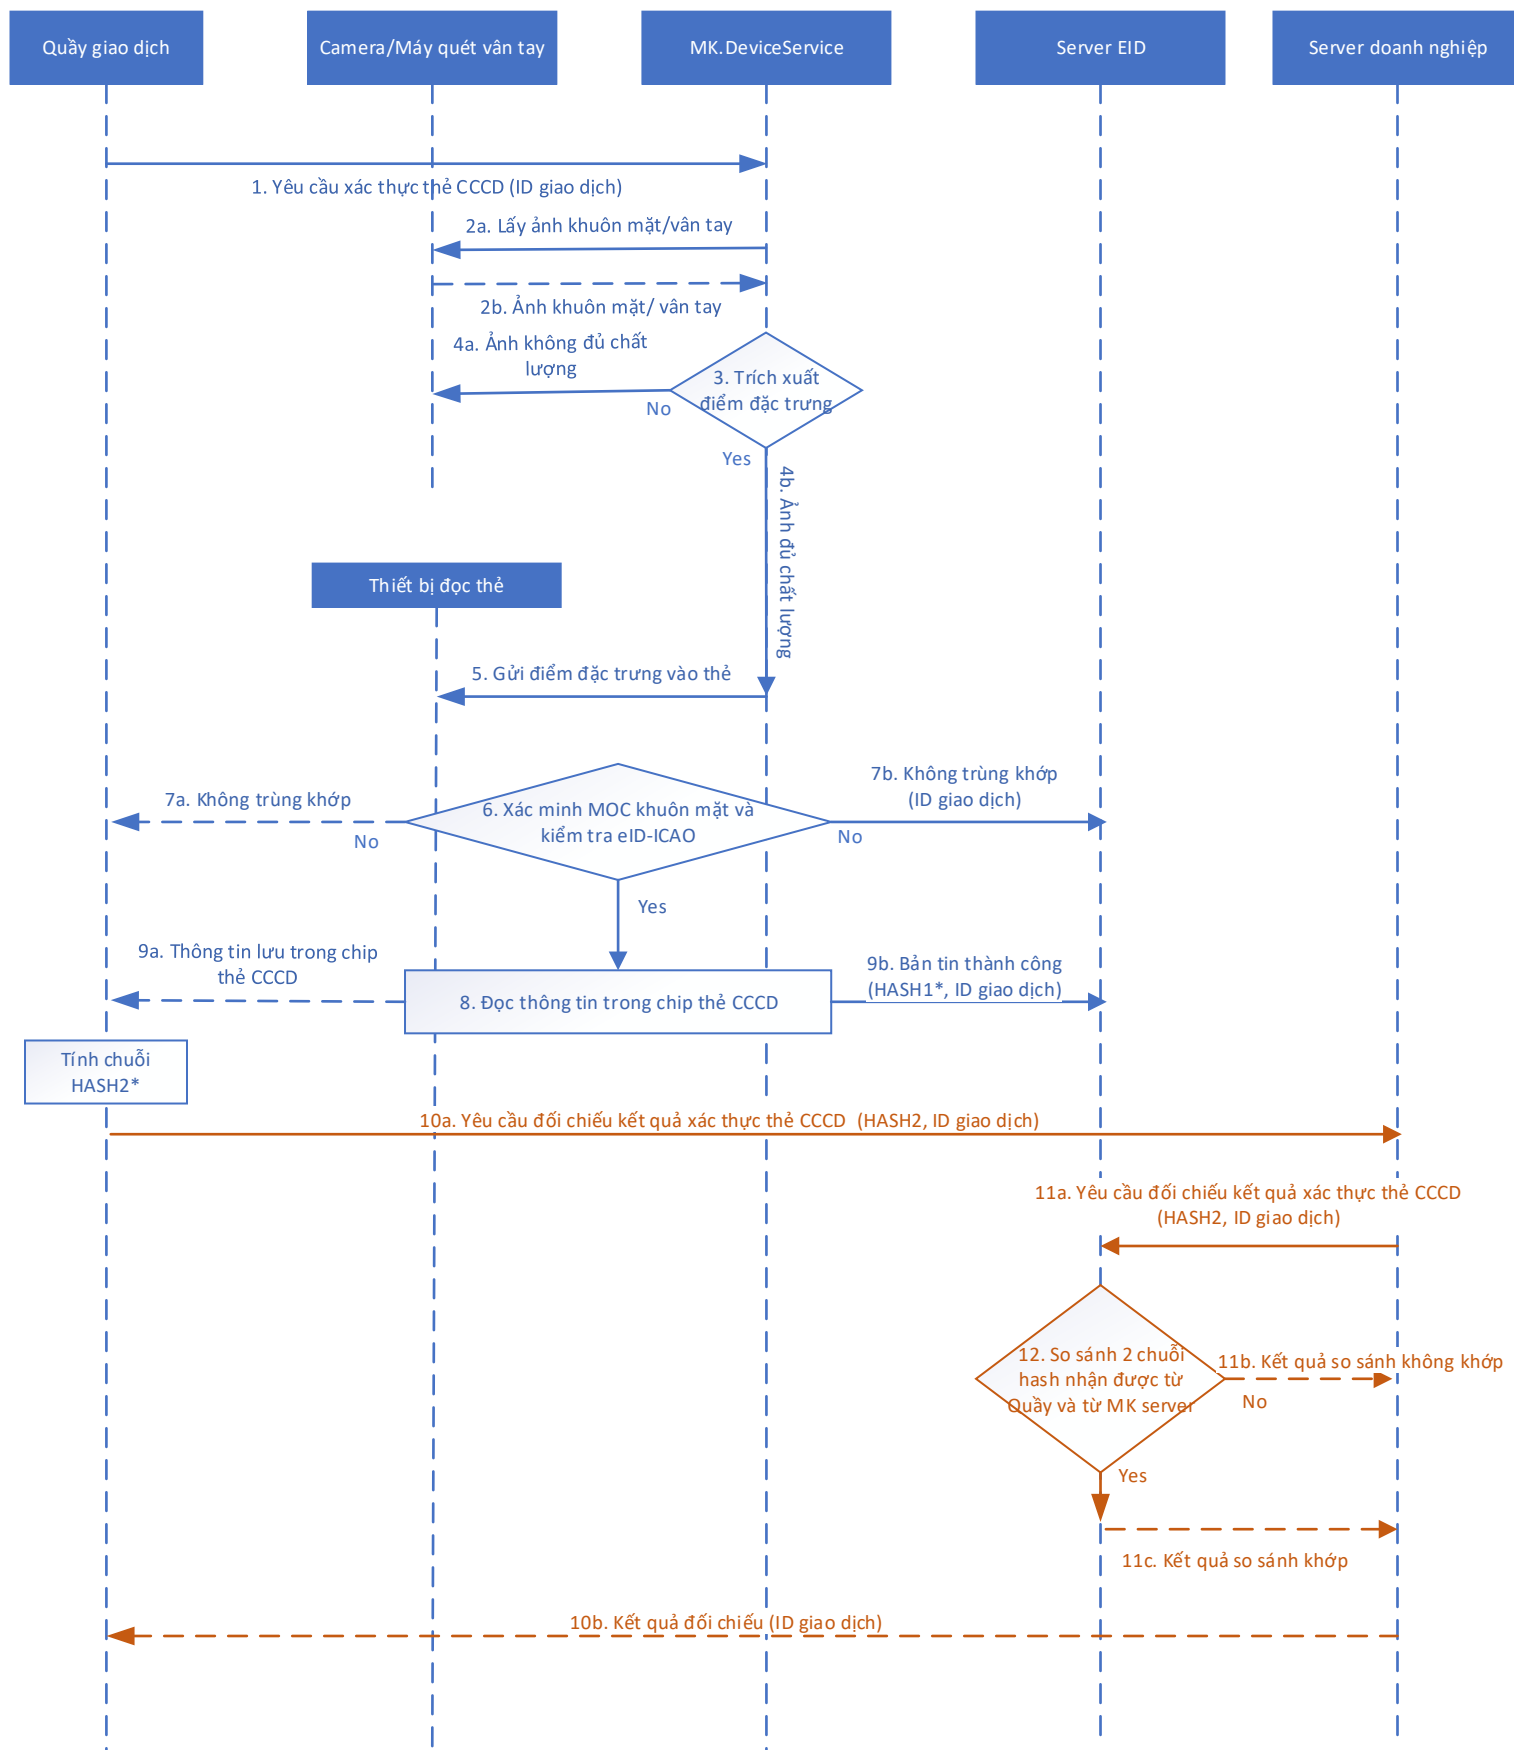 Quầy giao dịch
Camera/Máy quét vân tay
MK.DeviceService
Server EID
Server doanh nghiệp
1. Yêu cầu xác thực thẻ CCCD (ID giao dịch)
2a. Lấy ảnh khuôn mặt/vân tay
2b. Ảnh khuôn mặt/ vân tay
4a. Ảnh không đủ chất
lượng
3. Trích xuất
điểm đặc trưng
No
Yes
4b. Ảnh đủ chất lượng
Thiết bị đọc thẻ
5. Gửi điểm đặc trưng vào thẻ
7a. Không trùng khớp
No
6. Xác minh MOC khuôn mặt và
kiểm tra eID-ICAO
7b. Không trùng khớp
(ID giao dịch)
No
Yes
9a. Thông tin lưu trong chip
thẻ CCCD
8. Đọc thông tin trong chip thẻ CCCD
9b. Bản tin thành công
(HASH1*, ID giao dịch)
Tính chuỗi
HASH2*
10a. Yêu cầu đối chiếu kết quả xác thực thẻ CCCD (HASH2, ID giao dịch)
11a. Yêu cầu đối chiếu kết quả xác thực thẻ CCCD
(HASH2, ID giao dịch)
12. So sánh 2 chuỗi
hash nhận được từ
Quầy và từ MK server
11b. Kết quả so sánh không khớp
No
Yes
11c. Kết quả so sánh khớp
10b. Kết quả đối chiếu (ID giao dịch)